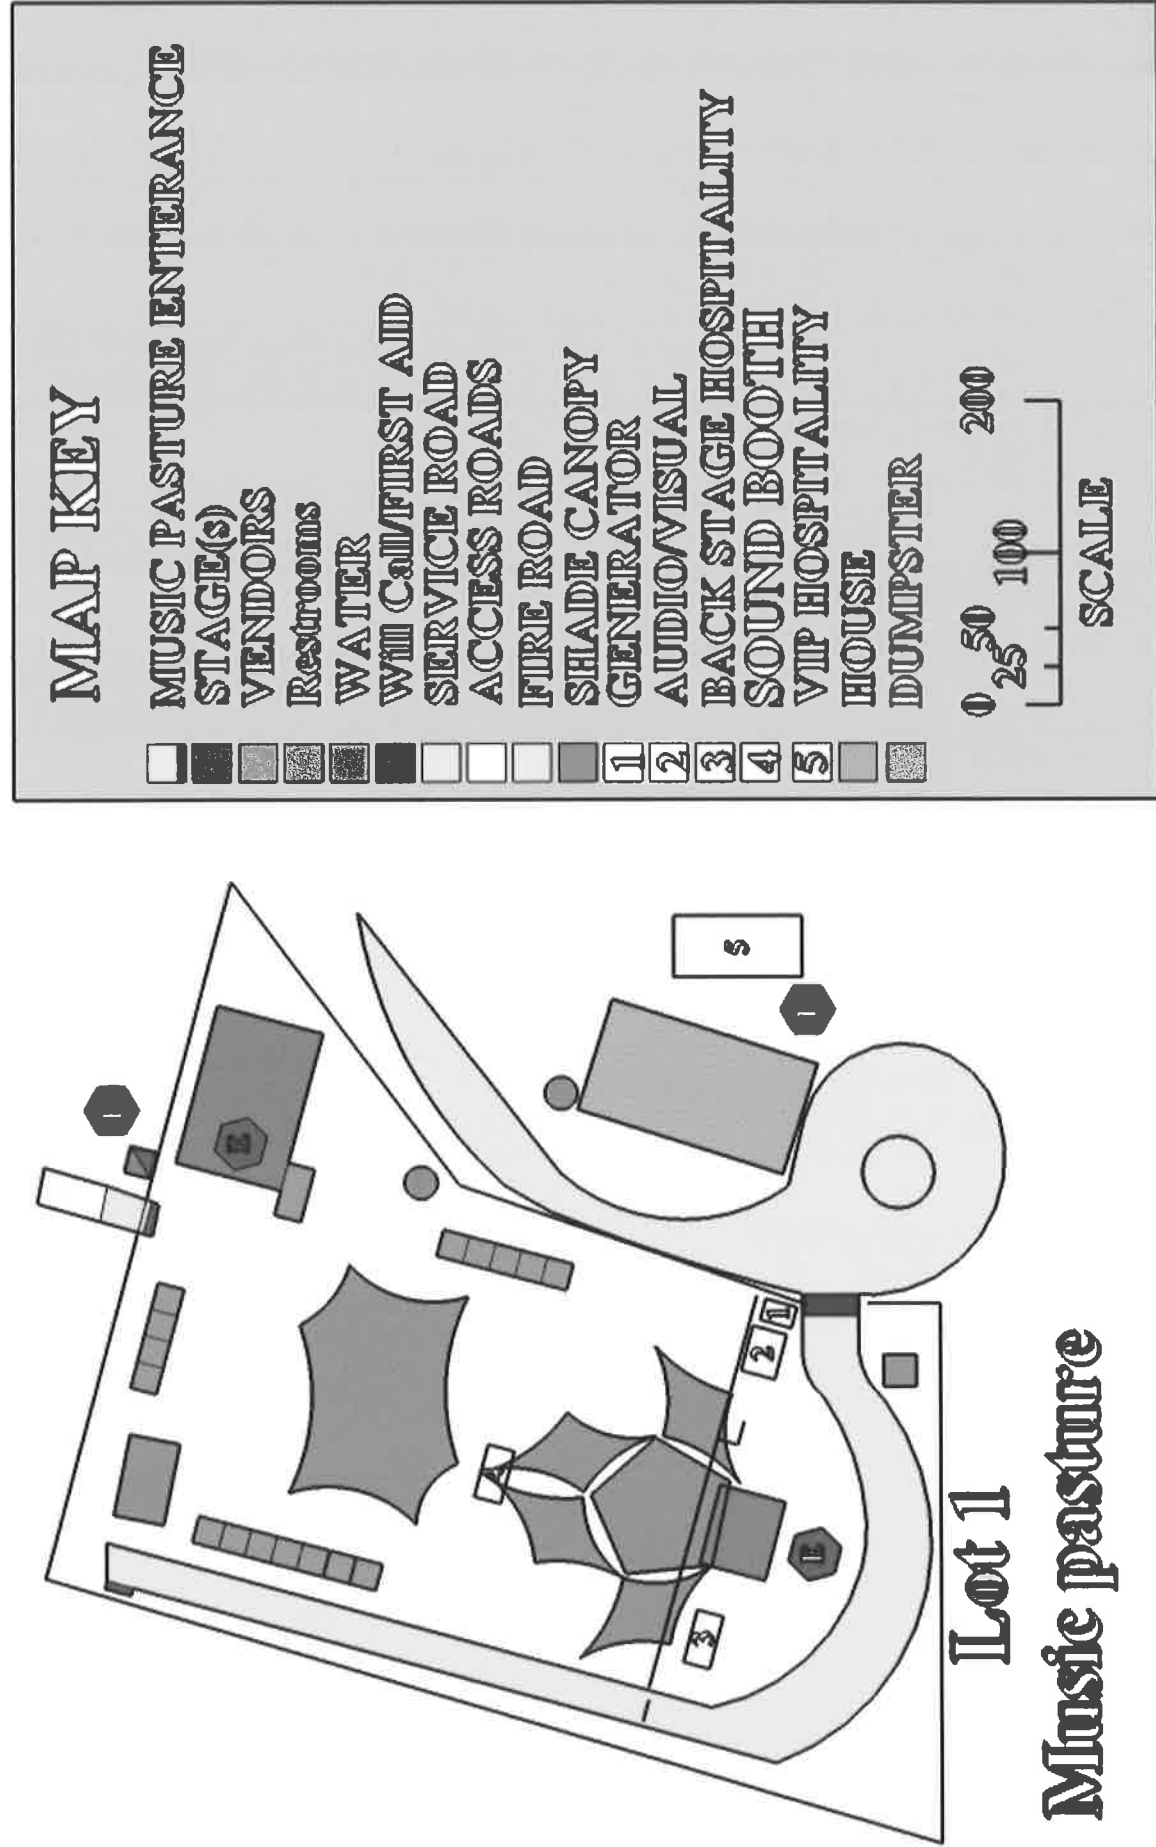 MAP KEY
MUSIC PASTURE ENTERANCE
STAGE(s)
VENDORS
Restrooms
WATER
Will Call/FIRST AID
SERVICE ROAD
ACCESS ROADS
FIRE ROAD
SHADE CANOPY
1 GENERATOR
2 AUDIO/VISUAL
3 BACK STAGE HOSPITALITY
4 SOUND BOOTH
5 VIP HOSPITALITY
HOUSE
DUMPSTER
0 25 50 100 200
SCALE
I
E
4
3
E
2
1
I
5
Lot 1
Music pasture